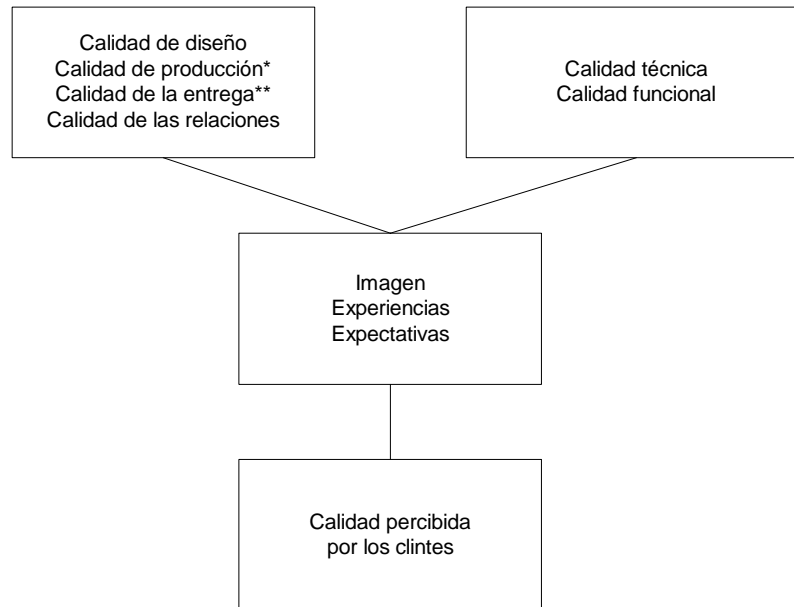 Calidad de diseño
Calidad de producción*
Calidad de la entrega**
Calidad de las relaciones
Calidad técnica
Calidad funcional
Imagen
Experiencias
Expectativas
Calidad percibida
por los clintes